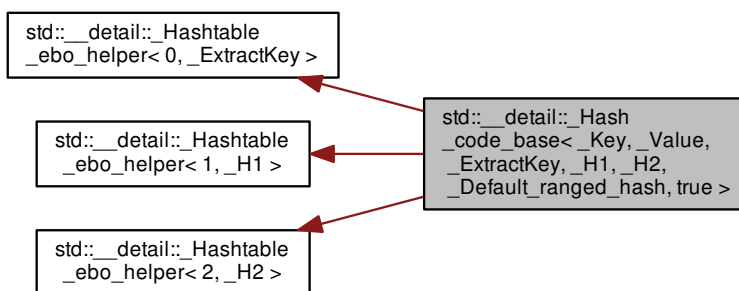 std::__detail::_Hashtable
_ebo_helper< 0, _ExtractKey >
std::__detail::_Hash
_code_base< _Key, _Value,
_ExtractKey, _H1, _H2,
_Default_ranged_hash, true >
std::__detail::_Hashtable
_ebo_helper< 1, _H1 >
std::__detail::_Hashtable
_ebo_helper< 2, _H2 >